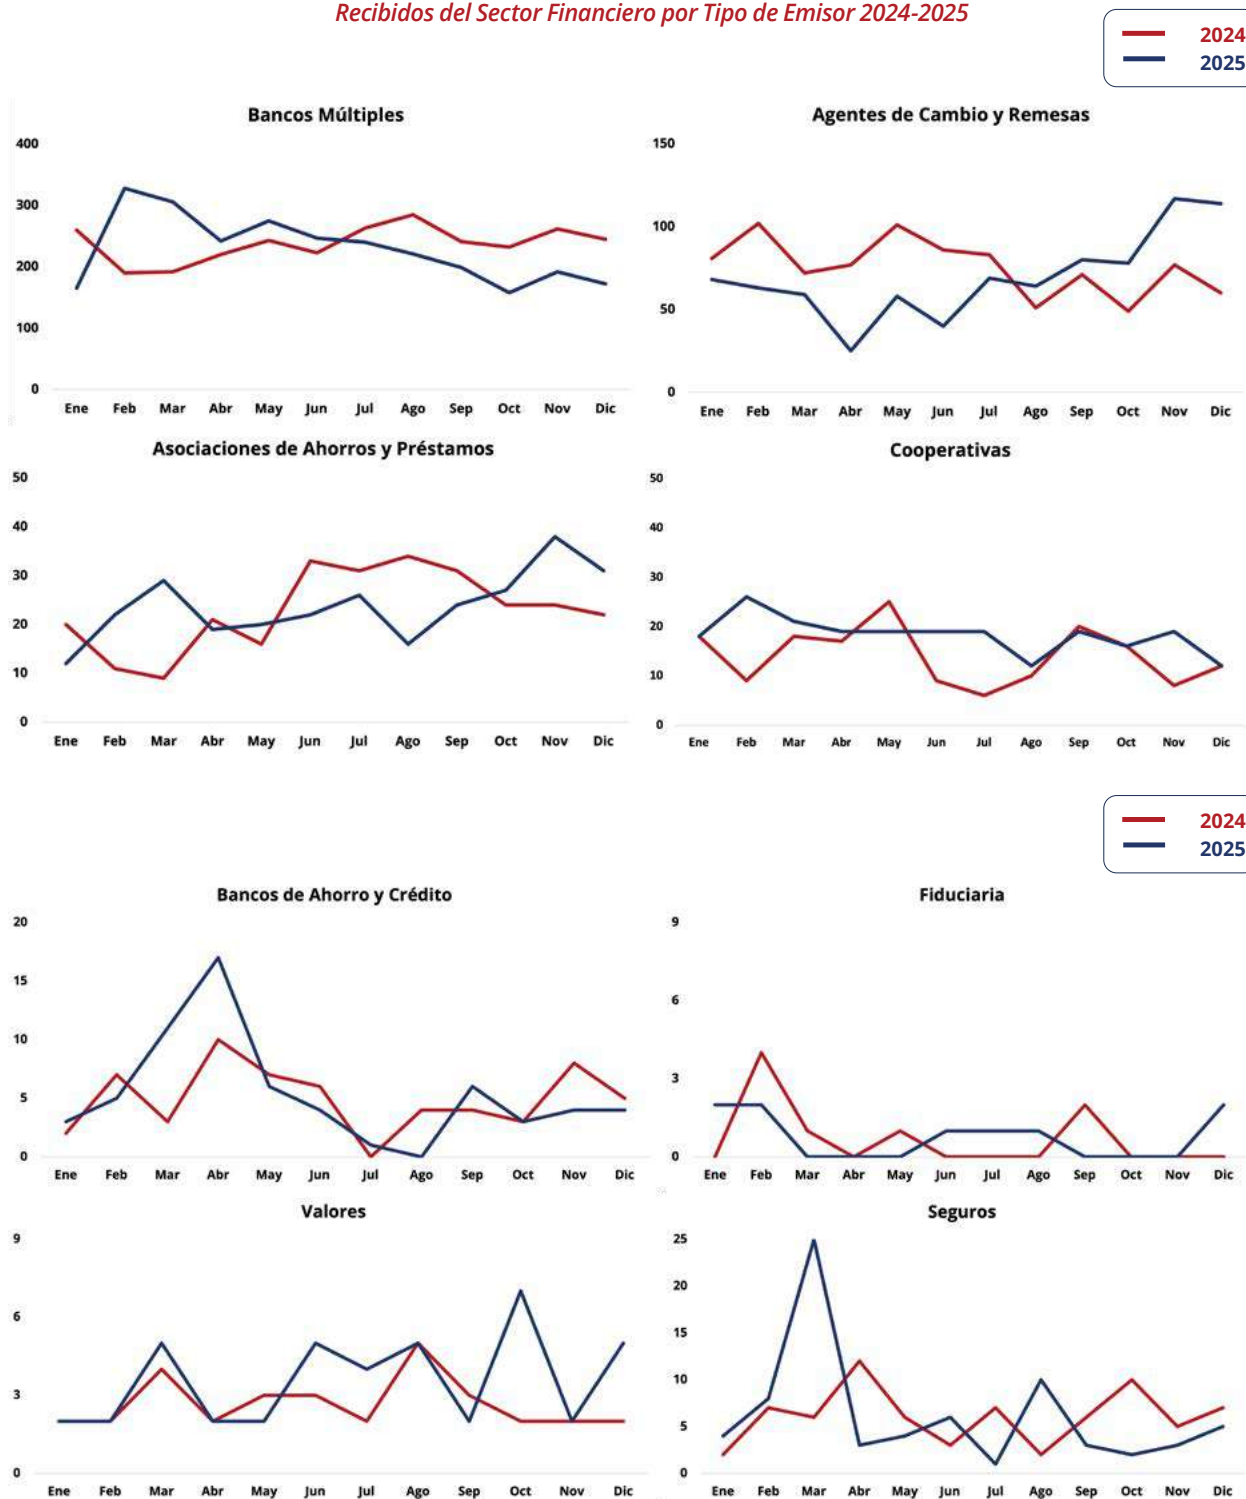 Recibidos del Sector Financiero por Tipo de Emisor 2024-2025
2024
2025
Bancos Múltiples
400
300
200
100
0
Ene Feb Mar Abr May Jun Jul Ago Sep Oct Nov Dic
Agentes de Cambio y Remesas
150
100
50
0
Ene Feb Mar Abr May Jun Jul Ago Sep Oct Nov Dic
Asociaciones de Ahorros y Préstamos
50
40
30
20
10
0
Ene Feb Mar Abr May Jun Jul Ago Sep Oct Nov Dic
Cooperativas
50
40
30
20
10
0
Ene Feb Mar Abr May Jun Jul Ago Sep Oct Nov Dic
2024
2025
Bancos de Ahorro y Crédito
20
15
10
5
0
Ene Feb Mar Abr May Jun Jul Ago Sep Oct Nov Dic
Fiduciaria
9
6
3
0
Ene Feb Mar Abr May Jun Jul Ago Sep Oct Nov Dic
Valores
9
6
3
0
Ene Feb Mar Abr May Jun Jul Ago Sep Oct Nov Dic
Seguros
25
20
15
10
5
0
Ene Feb Mar Abr May Jun Jul Ago Sep Oct Nov Dic